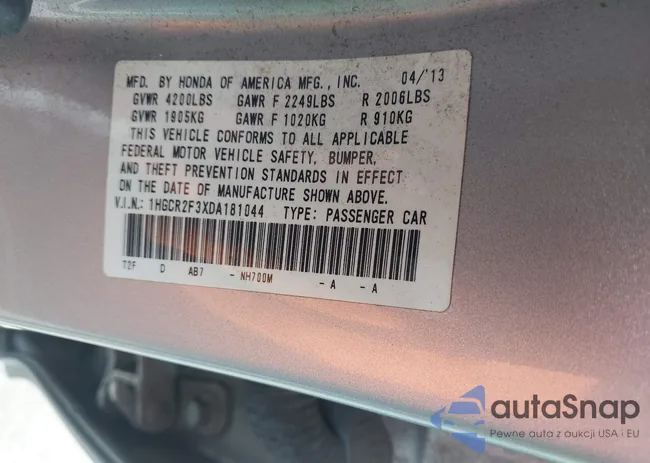 MFD. BY HONDA OF AMERICA MFG., INC. 04/'13
GVWR 4200LBS GAWR F 2249LBS R 2006LBS
GVWR 1905KG GAWR F 1020KG R 910KG
THIS VEHICLE CONFORMS TO ALL APPLICABLE
FEDERAL MOTOR VEHICLE SAFETY, BUMPER,
AND THEFT PREVENTION STANDARDS IN EFFECT
ON THE DATE OF MANUFACTURE SHOWN ABOVE.
V.I.N.: 1HGCR2F3XDA181044 TYPE: PASSENGER CAR
T2F D AB7 - NH700M - A - A
autaSnap
Pewne auta z aukcji USA i EU